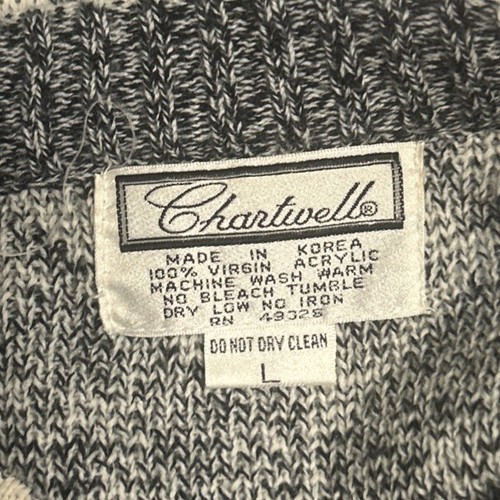 Chartwell®
MADE IN KOREA
100% VIRGIN ACRYLIC
MACHINE WASH WARM
NO BLEACH TUMBLE
DRY LOW NO IRON
RN 49328
DO NOT DRY CLEAN
L